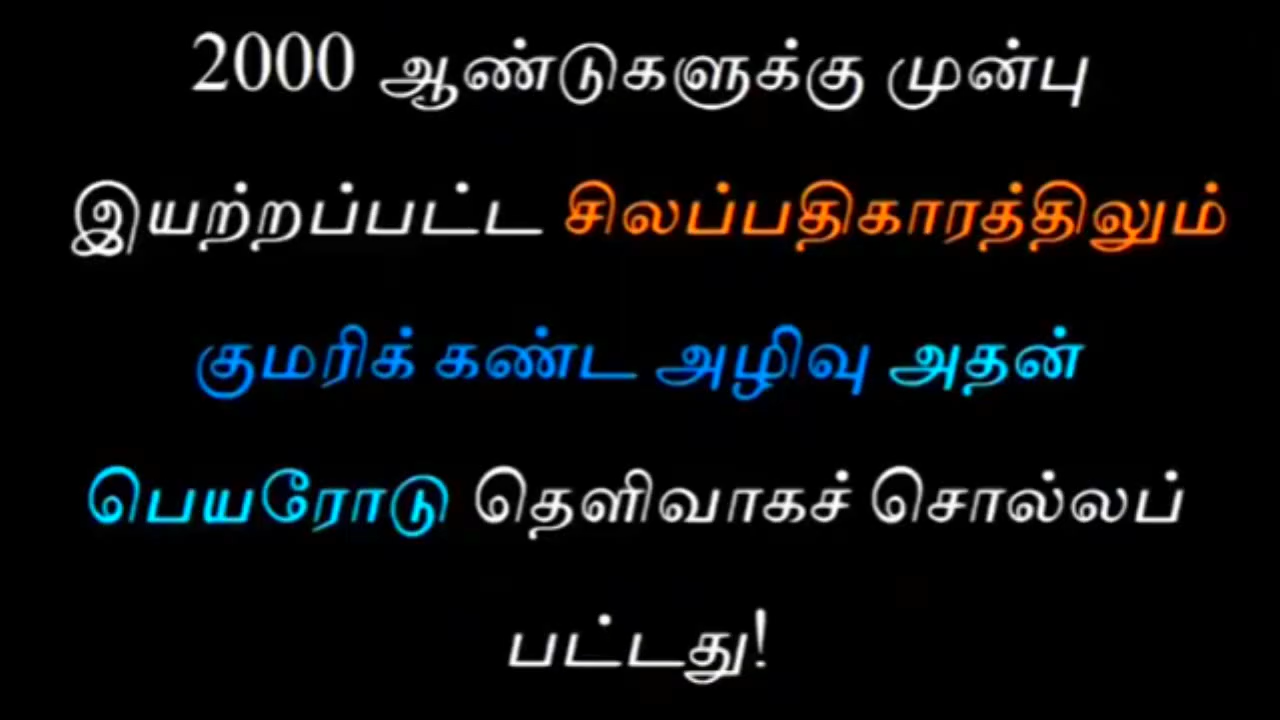 2000 ஆண்டுகளுக்கு முன்பு
இயற்றப்பட்ட சிலப்பதிகாரத்திலும்
குமரிக் கண்ட அழிவு அதன்
பெயரோடு தெளிவாகச் சொல்லப்
பட்டது!